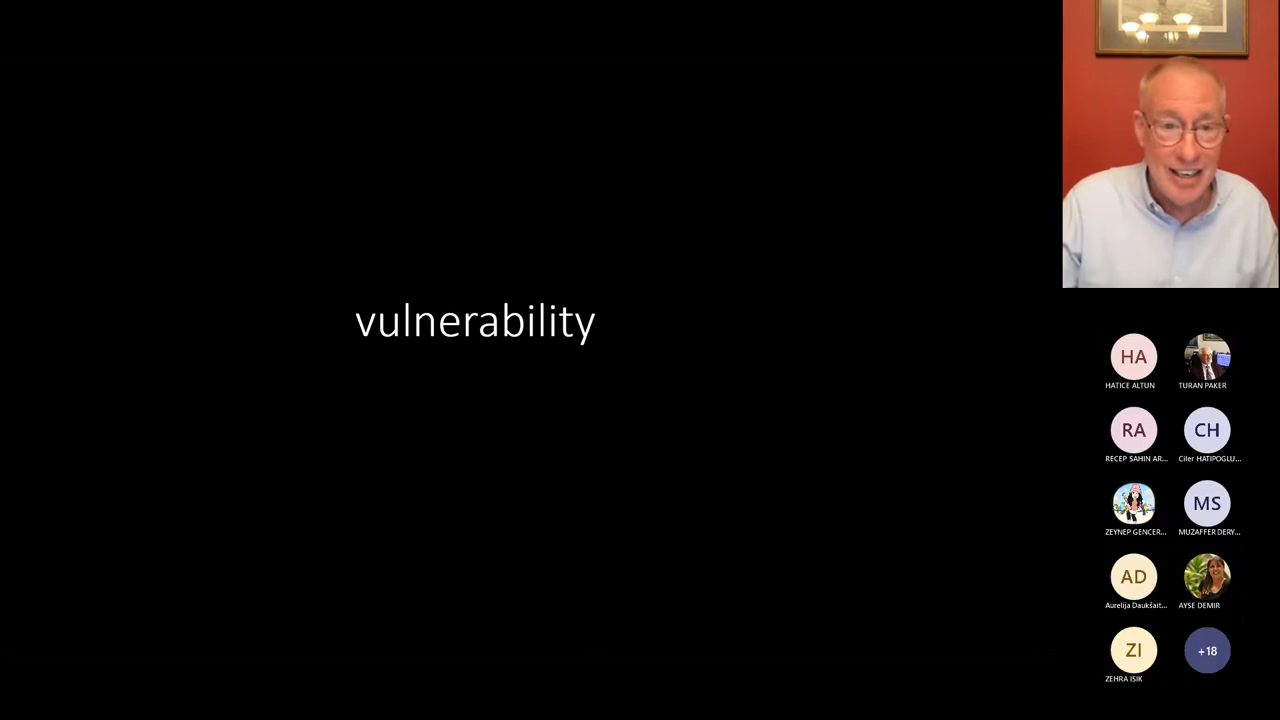 vulnerability
HA
HATICE ALTUN
TURAN PAKER
RA
RECEP SAHIN AR...
CH
Ciler HATIPOGLU...
ZEYNEP GENCER...
MS
MUZAFFER DERY...
AD
Aurelija Daukšait...
AYSE DEMIR
ZI
ZEHRA ISIK
+18